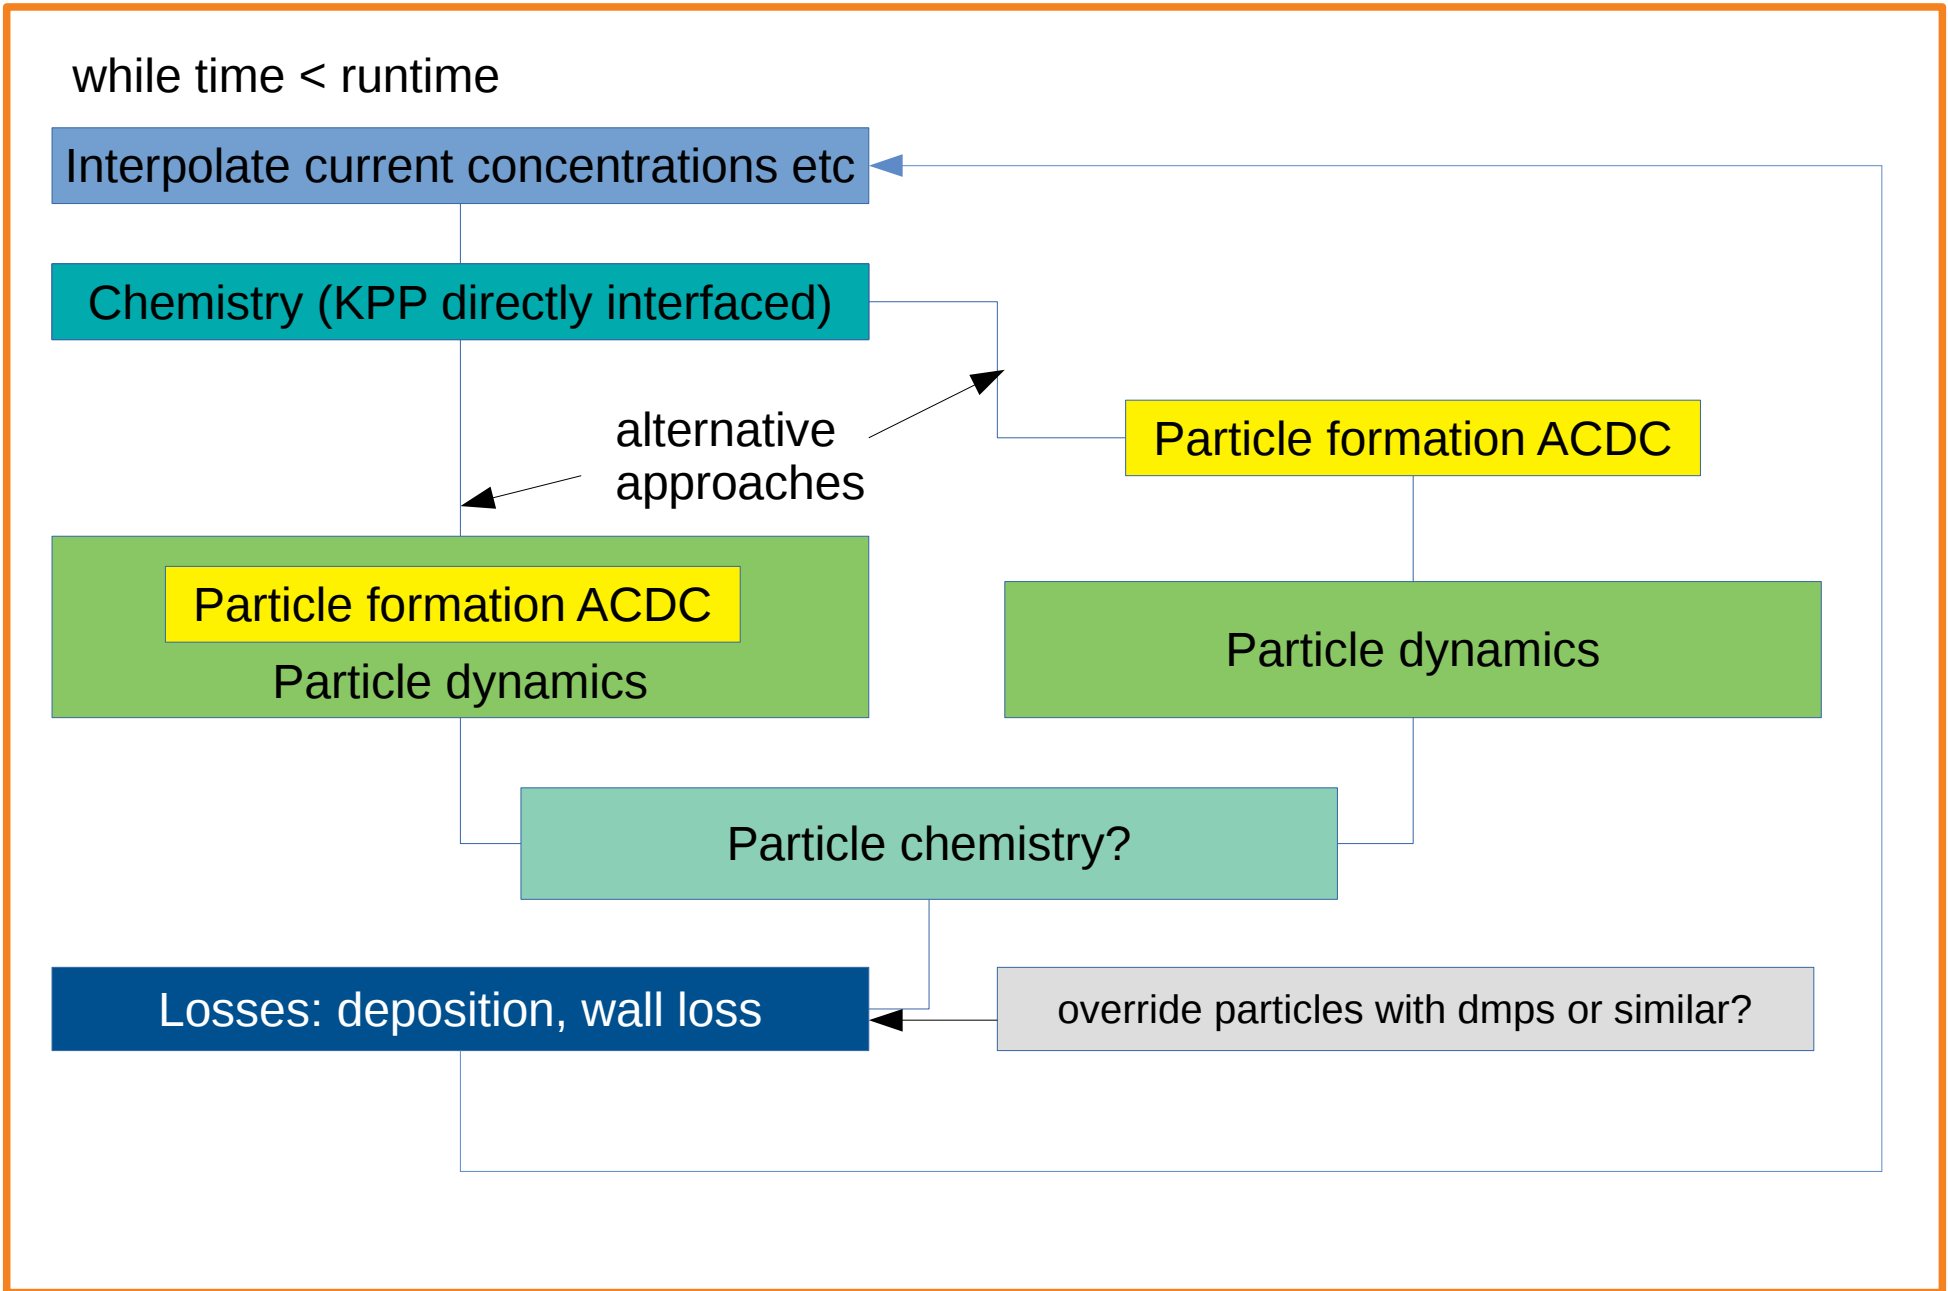 while time < runtime
Interpolate current concentrations etc
Chemistry (KPP directly interfaced)
alternative
approaches
Particle formation ACDC
Particle formation ACDC
Particle dynamics
Particle dynamics
Particle chemistry?
Losses: deposition, wall loss
override particles with dmps or similar?